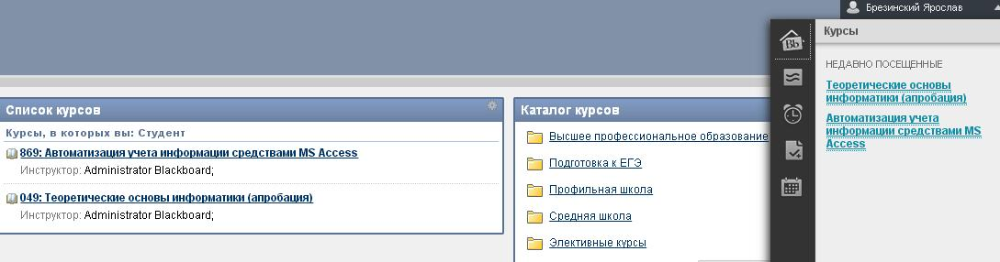 Брезинский Ярослав
Курсы
НЕДАВНО ПОСЕЩЕННЫЕ
Теоретические основы
информатики (апробация)
Автоматизация учета
информации средствами MS
Access
Bb
Список курсов
Курсы, в которых вы: Студент
869: Автоматизация учета информации средствами MS Access
Инструктор: Administrator Blackboard;
049: Теоретические основы информатики (апробация)
Инструктор: Administrator Blackboard;
Каталог курсов
Высшее профессиональное образование
Подготовка к ЕГЭ
Профильная школа
Средняя школа
Элективные курсы